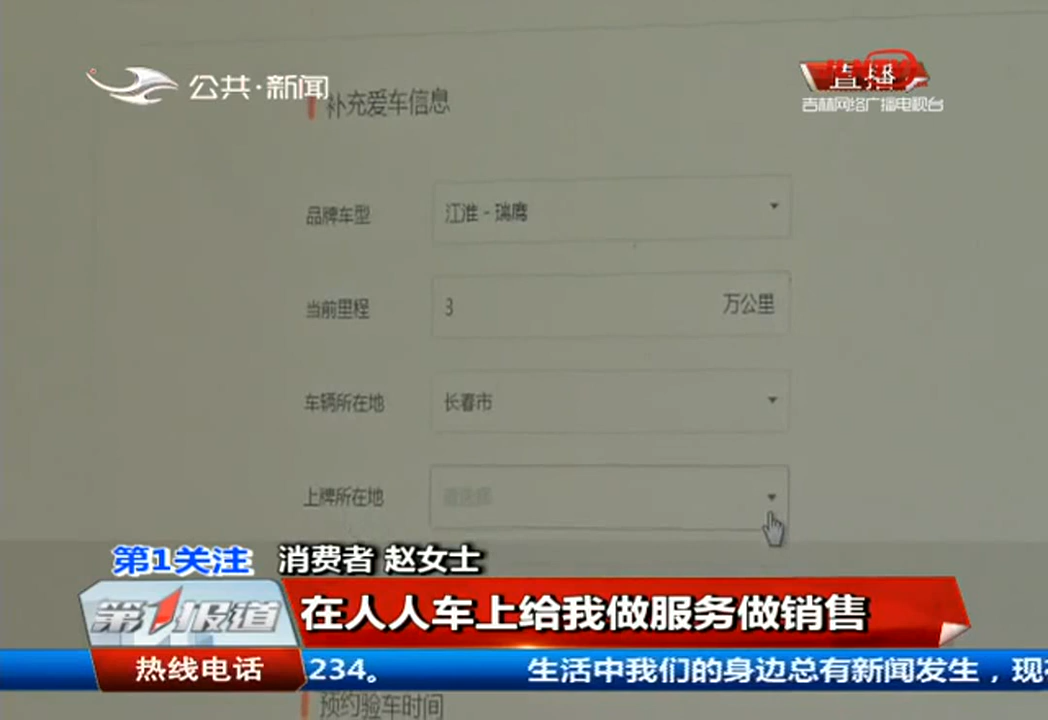 公共·新闻
直播
吉林网络广播电视台
补充爱车信息
品牌车型 江淮 - 瑞鹰
当前里程 3 万公里
车辆所在地 长春市
上牌所在地 请选择
第1关注 消费者 赵女士
第1报道 在人人车上给我做服务做销售
热线电话 234。 生活中我们的身边总有新闻发生，现
预约验车时间